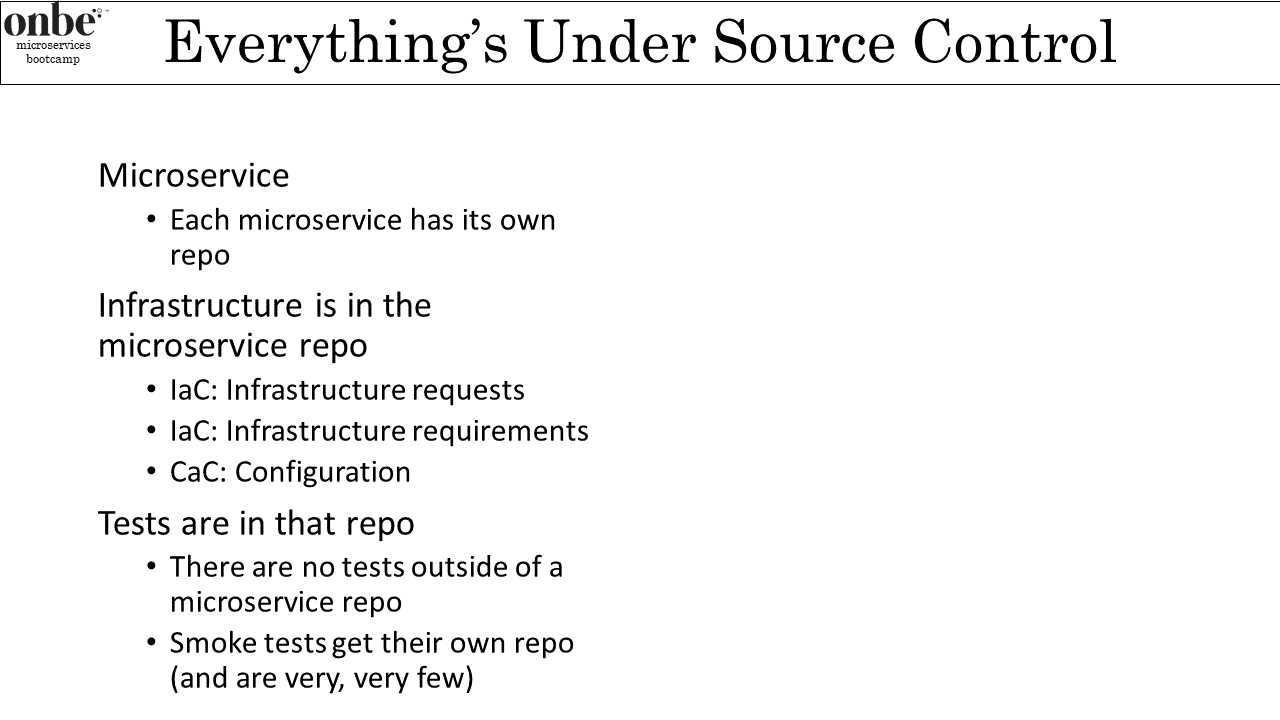 onbe
microservices
bootcamp
Everything’s Under Source Control
Microservice
• Each microservice has its own
repo
Infrastructure is in the
microservice repo
• IaC: Infrastructure requests
• IaC: Infrastructure requirements
• CaC: Configuration
Tests are in that repo
• There are no tests outside of a
microservice repo
• Smoke tests get their own repo
(and are very, very few)